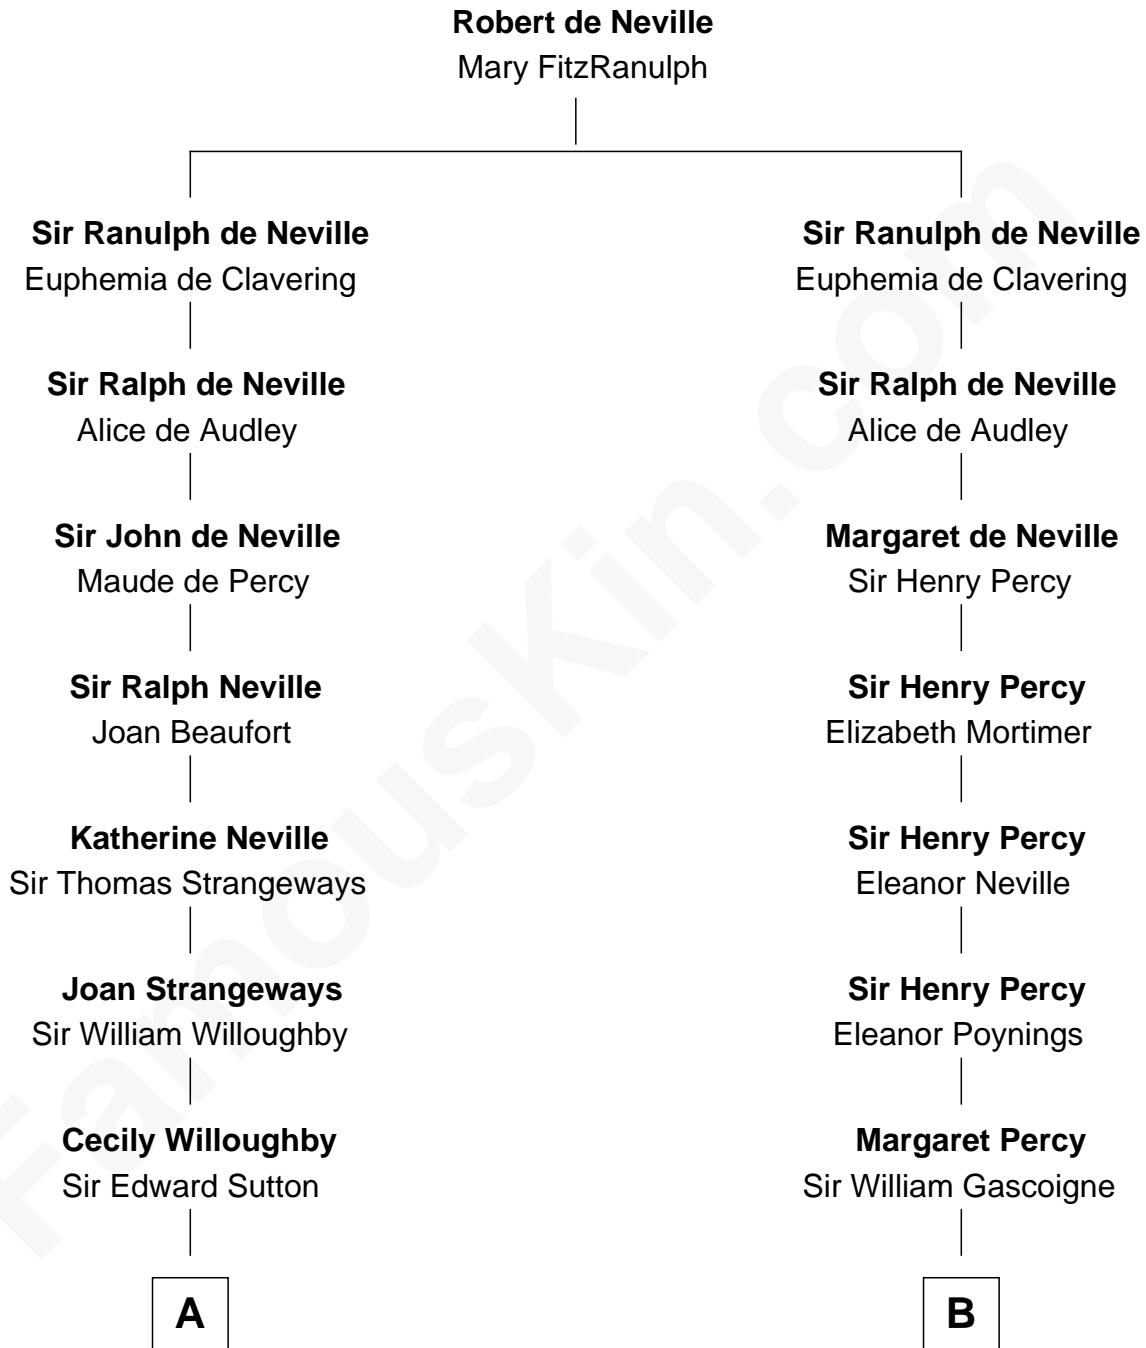 Robert de Neville
Mary FitzRanulph
Sir Ranulph de Neville
Euphemia de Clavering
Sir Ralph de Neville
Alice de Audley
Sir John de Neville
Maude de Percy
Sir Ralph Neville
Joan Beaufort
Katherine Neville
Sir Thomas Strangeways
Joan Strangeways
Sir William Willoughby
Cecily Willoughby
Sir Edward Sutton
A
Sir Ranulph de Neville
Euphemia de Clavering
Sir Ralph de Neville
Alice de Audley
Margaret de Neville
Sir Henry Percy
Sir Henry Percy
Elizabeth Mortimer
Sir Henry Percy
Eleanor Neville
Sir Henry Percy
Eleanor Poynings
Margaret Percy
Sir William Gascoigne
B
FamousKin.com